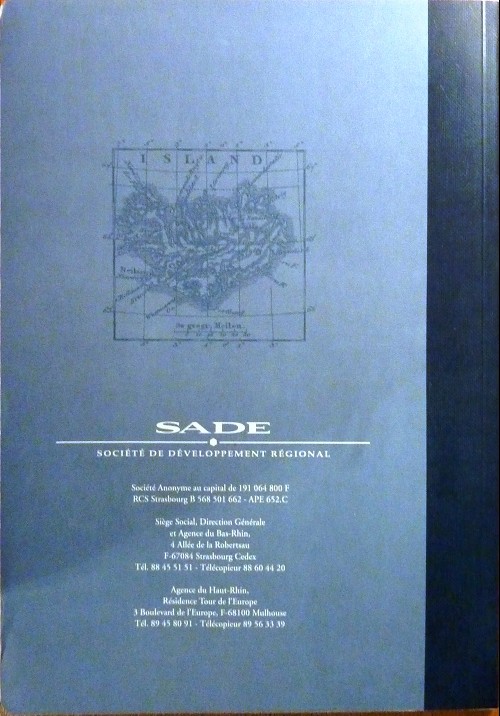 ISLAND
50 geogr. Meilen.
SADE
SOCIÉTÉ DE DÉVELOPPEMENT RÉGIONAL
Société Anonyme au capital de 191 064 800 F
RCS Strasbourg B 568 501 662 - APE 652.C
Siège Social, Direction Générale
et Agence du Bas-Rhin,
4 Allée de la Robertsau
F-67084 Strasbourg Cedex
Tél. 88 45 51 51 - Télécopieur 88 60 44 20
Agence du Haut-Rhin,
Résidence Tour de l'Europe
3 Boulevard de l'Europe, F-68100 Mulhouse
Tél. 89 45 80 91 - Télécopieur 89 56 33 39